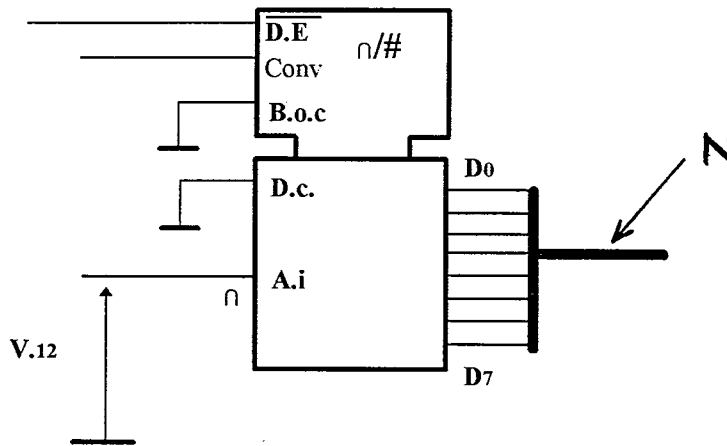 D.E
Conv
∩/#
B.o.c
D.c.
D0
N
A.i
∩
V.12
D7